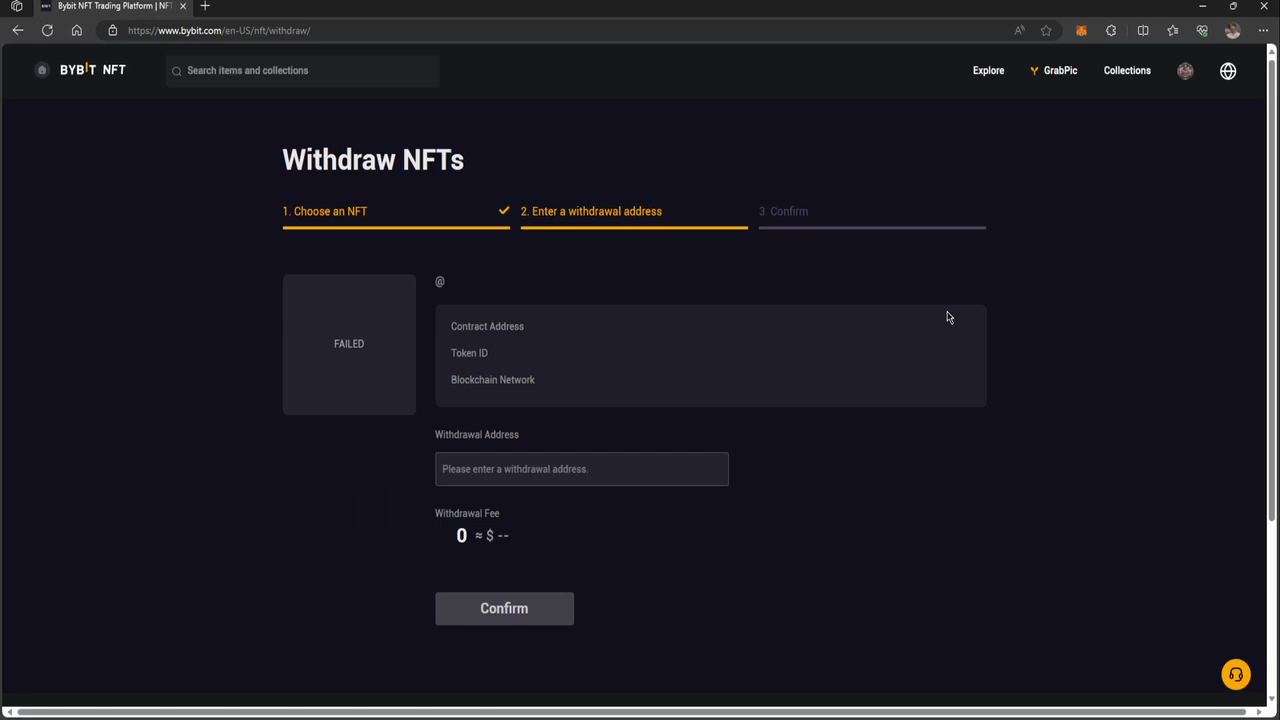 Bybit NFT Trading Platform | NFT
https://www.bybit.com/en-US/nft/withdraw/
BYBIT NFT
Search items and collections
Explore
GrabPic
Collections
Withdraw NFTs
1. Choose an NFT
2. Enter a withdrawal address
3. Confirm
FAILED
@
Contract Address
Token ID
Blockchain Network
Withdrawal Address
Please enter a withdrawal address.
Withdrawal Fee
0 ≈ $ --
Confirm